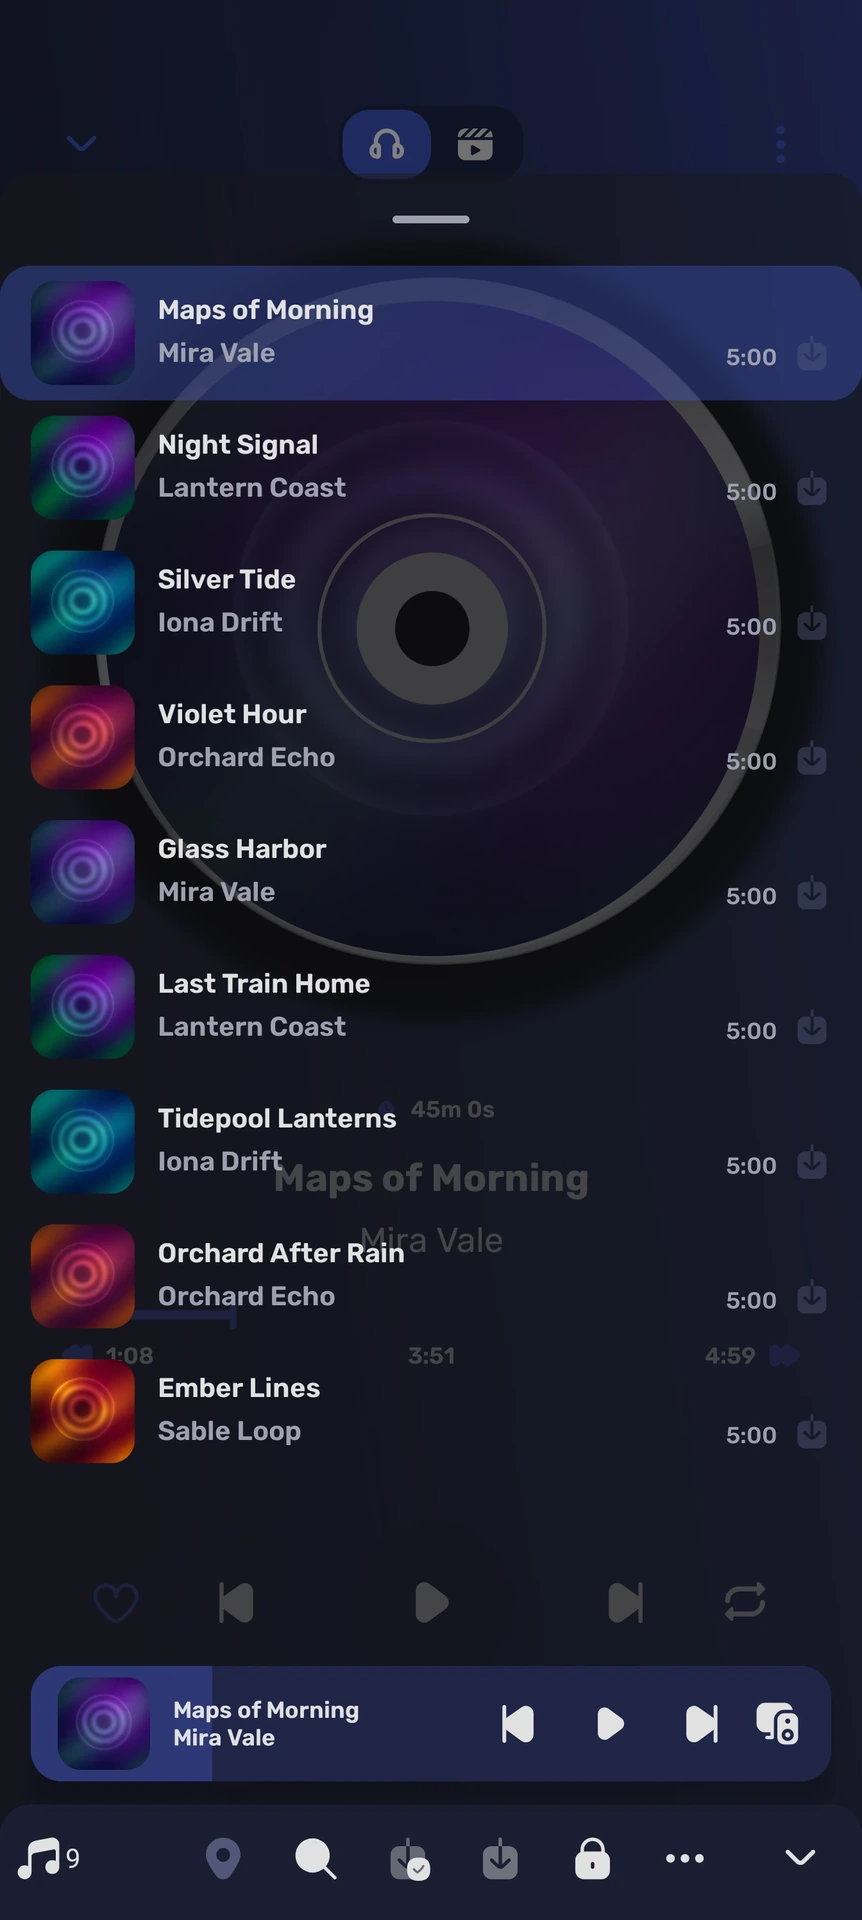 Maps of Morning
Mira Vale
5:00
Night Signal
Lantern Coast
5:00
Silver Tide
Iona Drift
5:00
Violet Hour
Orchard Echo
5:00
Glass Harbor
Mira Vale
5:00
Last Train Home
Lantern Coast
5:00
45m 0s
Tidepool Lanterns
Iona Drift
5:00
Maps of Morning
Mira Vale
Orchard After Rain
Orchard Echo
5:00
1:08
3:51
4:59
Ember Lines
Sable Loop
5:00
Maps of Morning
Mira Vale
9